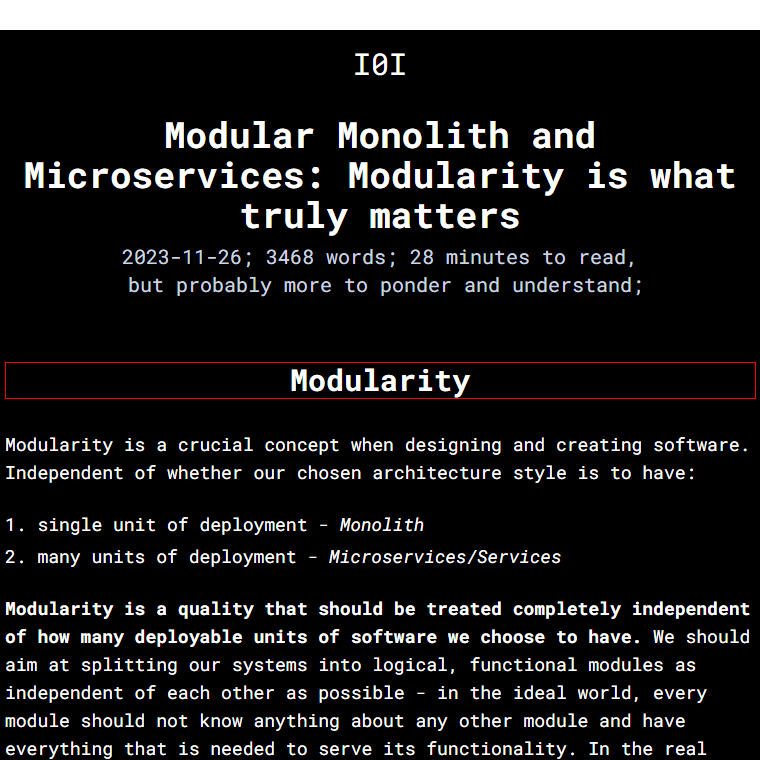 I0I
Modular Monolith and
Microservices: Modularity is what
truly matters
2023-11-26; 3468 words; 28 minutes to read,
but probably more to ponder and understand;
Modularity
Modularity is a crucial concept when designing and creating software.
Independent of whether our chosen architecture style is to have:
1. single unit of deployment - Monolith
2. many units of deployment - Microservices/Services
Modularity is a quality that should be treated completely independent
of how many deployable units of software we choose to have. We should
aim at splitting our systems into logical, functional modules as
independent of each other as possible - in the ideal world, every
module should not know anything about any other module and have
everything that is needed to serve its functionality. In the real